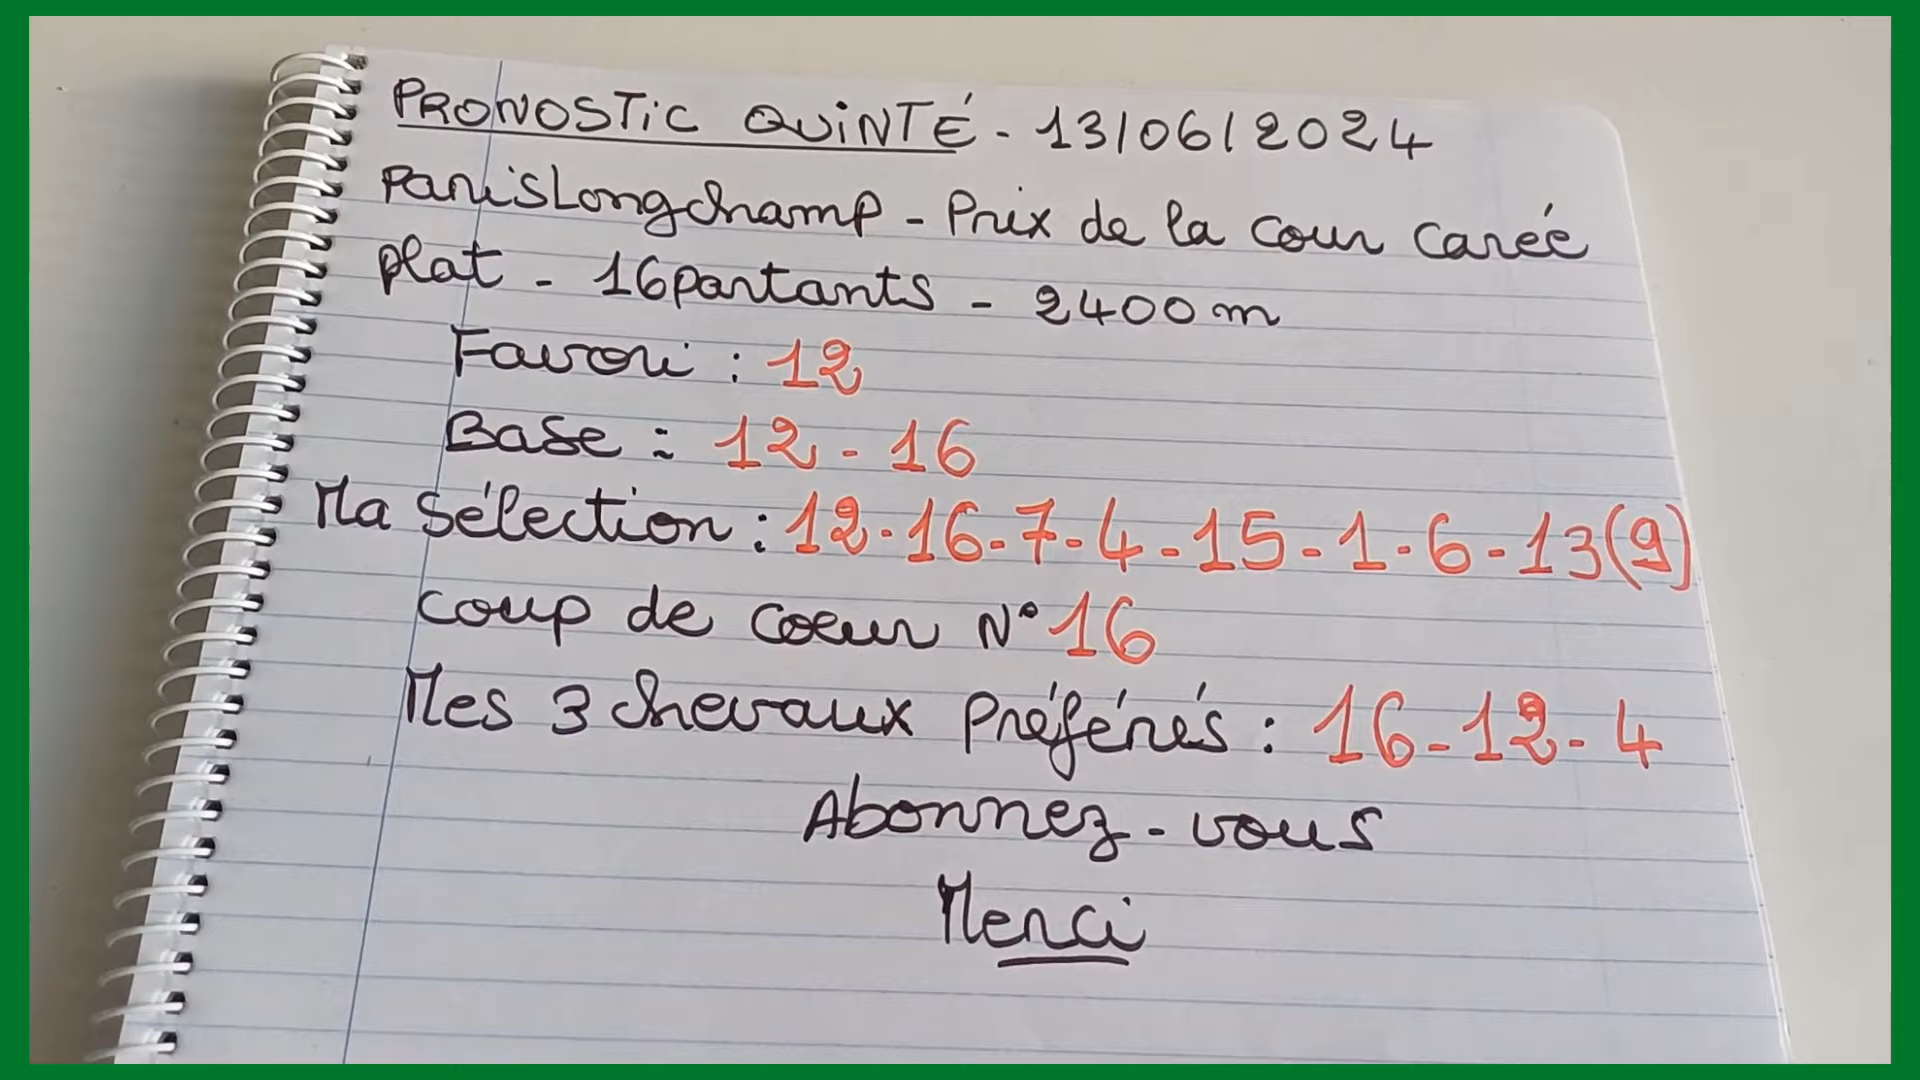 PRONOSTiC QUiNTÉ - 13/06/2024
ParisLongchamp - Prix de la Cour Carée
plat - 16 partants - 2400 m
Favori : 12
Base : 12 - 16
Ma sélection : 12 - 16 - 7 - 4 - 15 - 1 - 6 - 13 (9)
coup de coeur N° 16
Mes 3 chevaux préférés : 16 - 12 - 4
Abonnez - vous
Merci